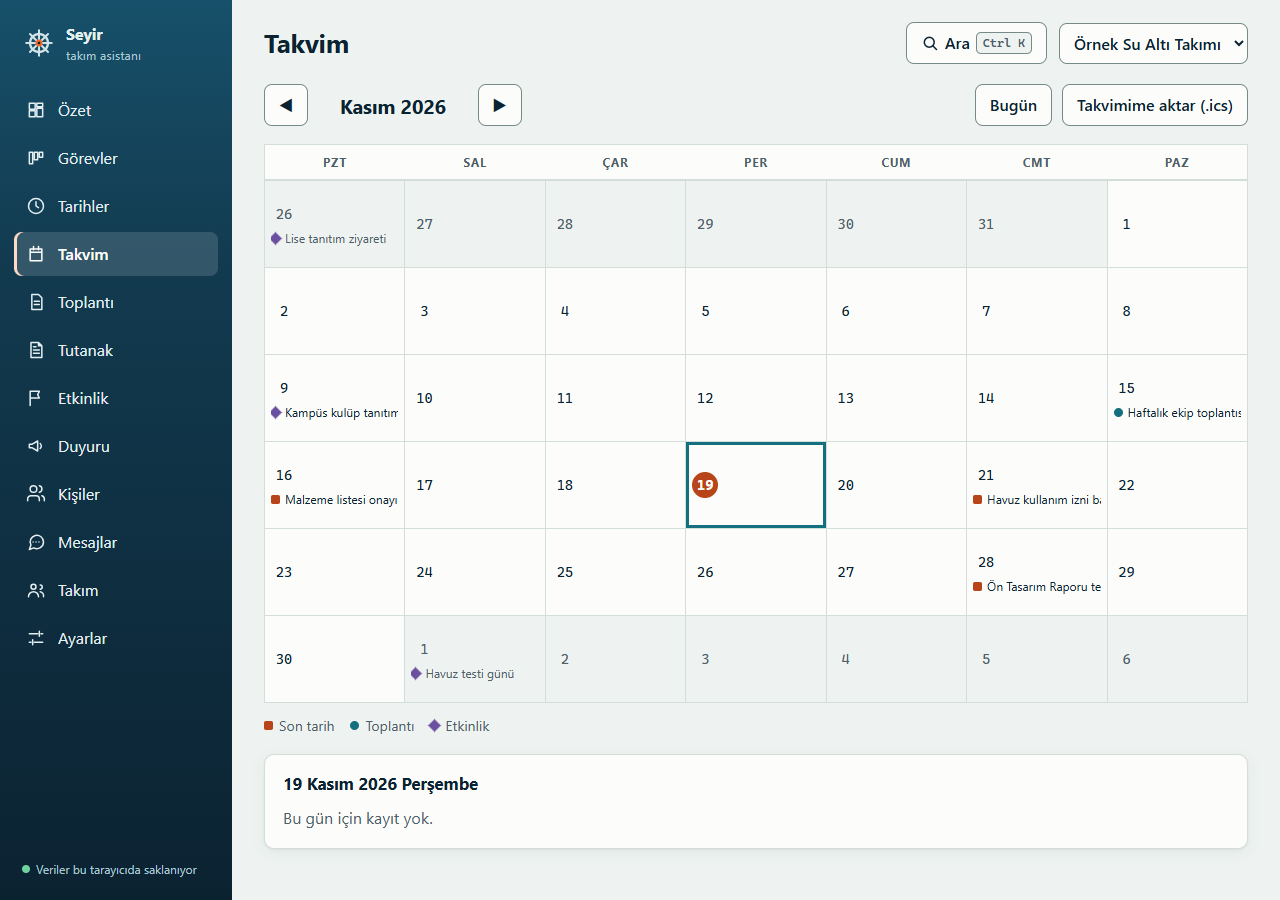 Seyir
takım asistanı
Özet
Görevler
Tarihler
Takvim
Toplantı
Tutanak
Etkinlik
Duyuru
Kişiler
Mesajlar
Takım
Ayarlar
Veriler bu tarayıcıda saklanıyor
Takvim
Ara Ctrl K
Örnek Su Altı Takımı
◀ Kasım 2026 ▶
Bugün
Takvimime aktar (.ics)
PZT SAL ÇAR PER CUM CMT PAZ
26 27 28 29 30 31 1
Lise tanıtım ziyareti
2 3 4 5 6 7 8
9 10 11 12 13 14 15
Kampüs kulüp tanıtım Haftalık ekip toplantıs
16 17 18 19 20 21 22
Malzeme listesi onayı Havuz kullanım izni ba
23 24 25 26 27 28 29
Ön Tasarım Raporu te
30 1 2 3 4 5 6
Havuz testi günü
Son tarih Toplantı Etkinlik
19 Kasım 2026 Perşembe
Bu gün için kayıt yok.